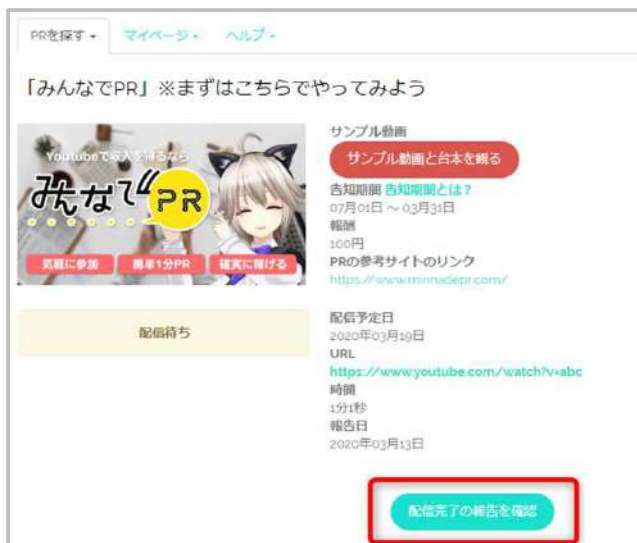 PRを探す
マイページ
ヘルプ
「みんなでPR」※まずはこちらでやってみよう
Youtubeで収入を得るなら
みんなで PR
気軽に参加 簡単1分PR 確実に稼げる
配信待ち
サンプル動画
サンプル動画と台本を観る
告知期間 告知期間とは？
07月01日 ～ 03月31日
報酬
100円
PRの参考サイトのリンク
https://www.minnadepr.com/
配信予定日
2020年03月19日
URL
https://www.youtube.com/watch?v=abc
時間
1分1秒
報告日
2020年03月13日
配信完了の報告を確認